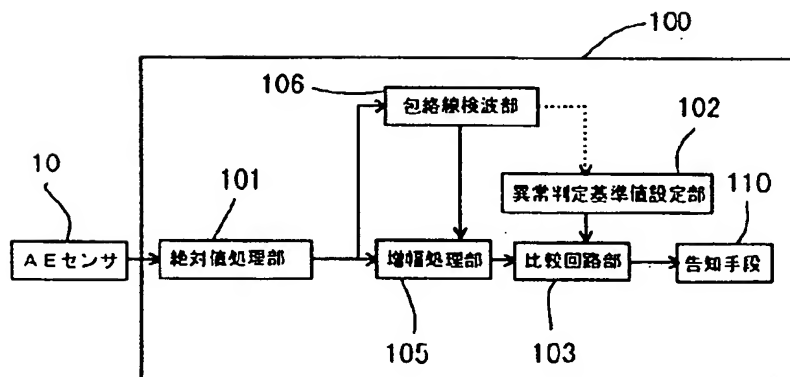 100
106
包絡線検波部
102
10
101
異常判定基準値設定部
110
AEセンサ
絶対値処理部
増幅処理部
比較回路部
告知手段
105
103